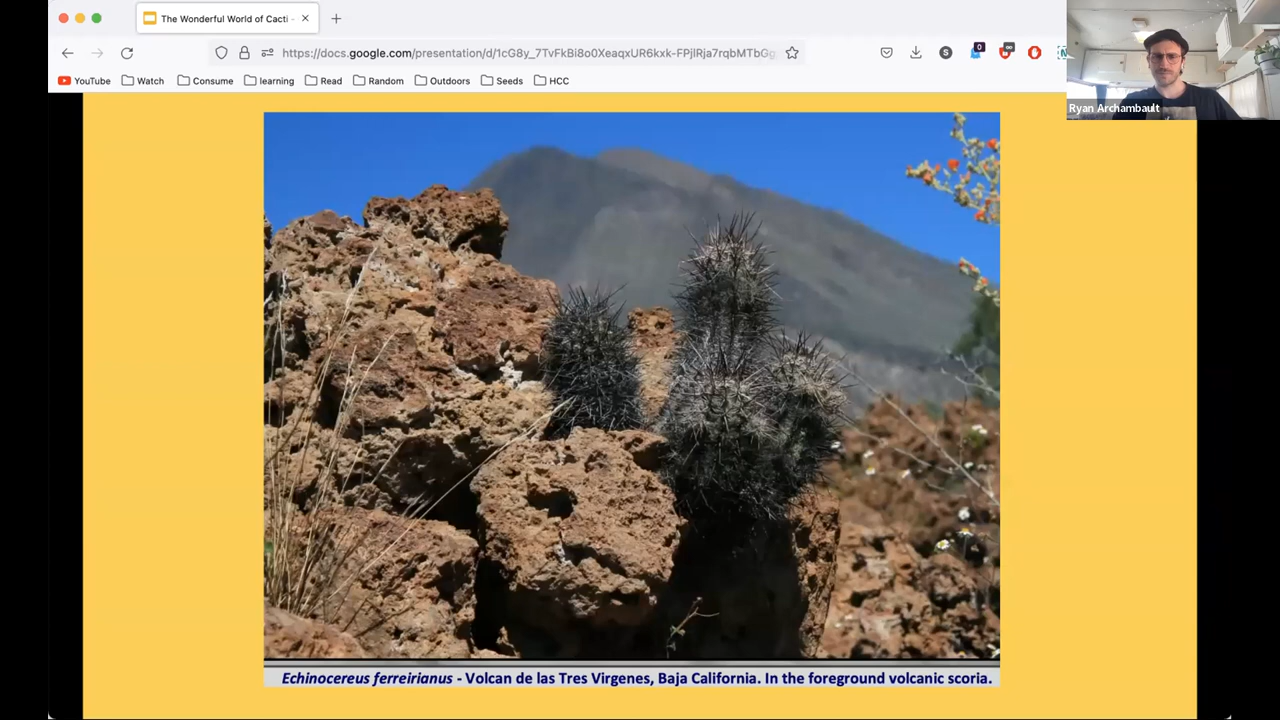 The Wonderful World of Cacti -
https://docs.google.com/presentation/d/1cG8y_7TvFkBi8o0XeaqxUR6kxk-FPjlRja7rqbMTbGg
S
0
YouTube Watch Consume learning Read Random Outdoors Seeds HCC
Ryan Archambault
Echinocereus ferreirianus - Volcan de las Tres Virgenes, Baja California. In the foreground volcanic scoria.